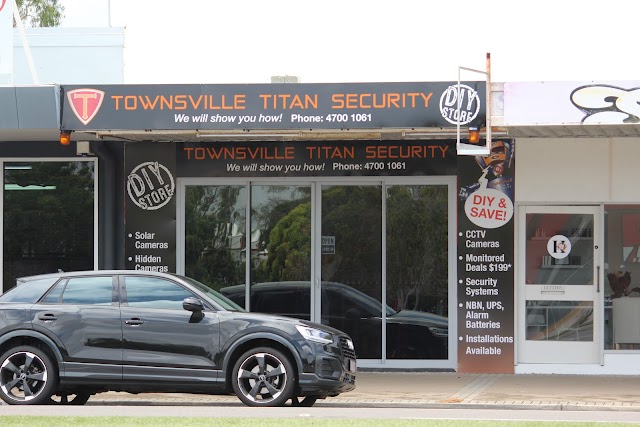 T TOWNSVILLE TITAN SECURITY
We will show you how! Phone: 4700 1061
DIY
STORE
TOWNSVILLE TITAN SECURITY
We will show you how! Phone: 4700 1061
DIY
STORE
• Solar
Cameras
• Hidden
Cameras
OPEN
DIY &
SAVE!
• CCTV
Cameras
• Monitored
Deals $199*
• Security
Systems
• NBN, UPS,
Alarm
Batteries
• Installations
Available
K